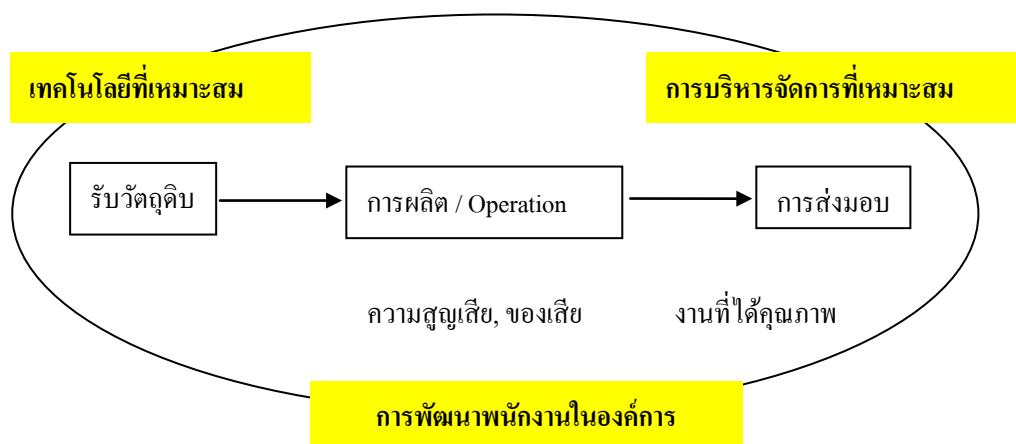 เทคโนโลยีที่เหมาะสม
การบริหารจัดการที่เหมาะสม
รับวัตถุดิบ
การผลิต / Operation
การส่งมอบ
ความสูญเสีย, ของเสีย
งานที่ได้คุณภาพ
การพัฒนาพนักงานในองค์การ